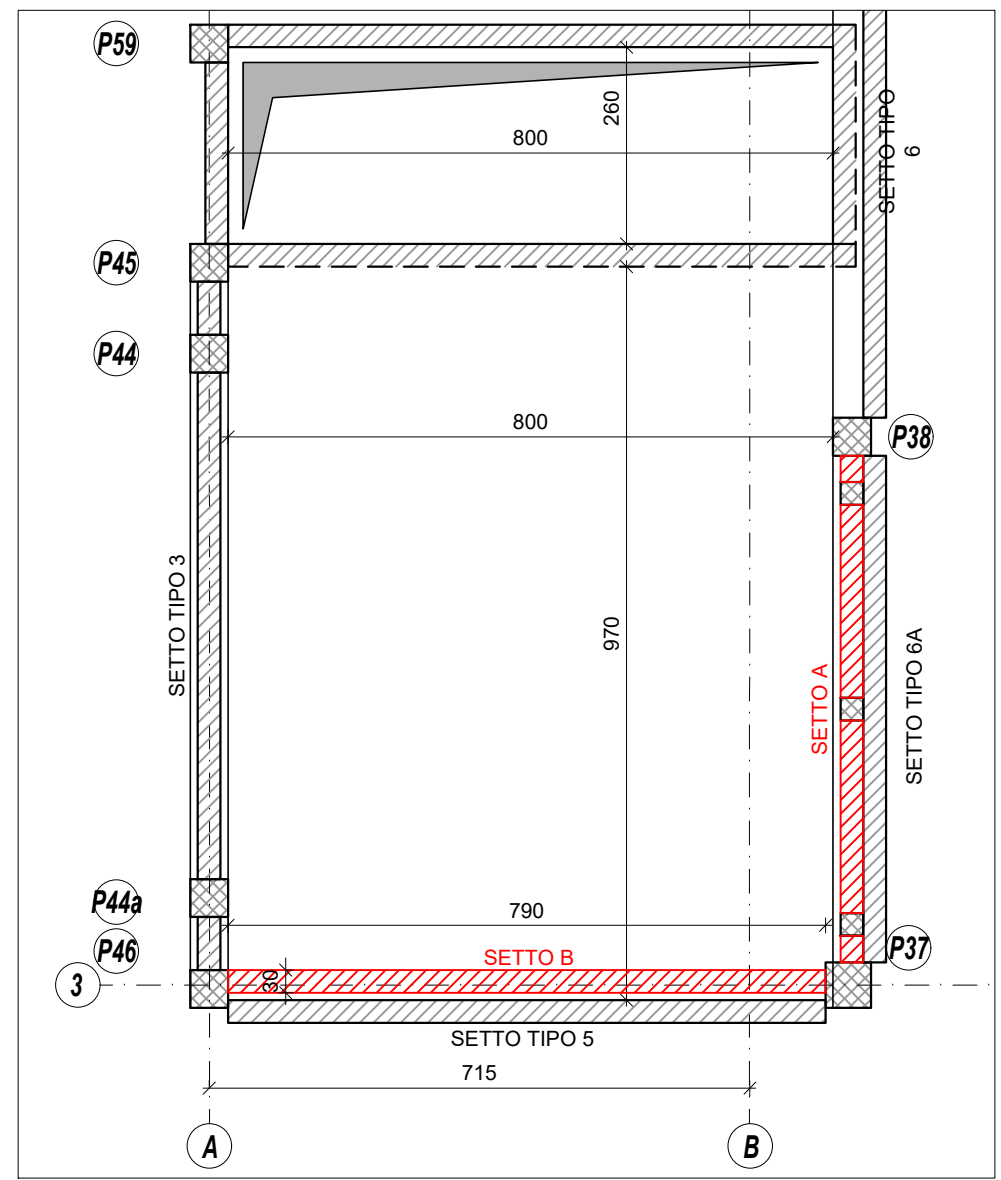 P59
260
800
SETTO TIPO
6
P45
P44
800
P38
SETTO TIPO 3
970
SETTO A
SETTO TIPO 6A
P44a
790
P46
SETTO B
P37
30
3
SETTO TIPO 5
715
A
B